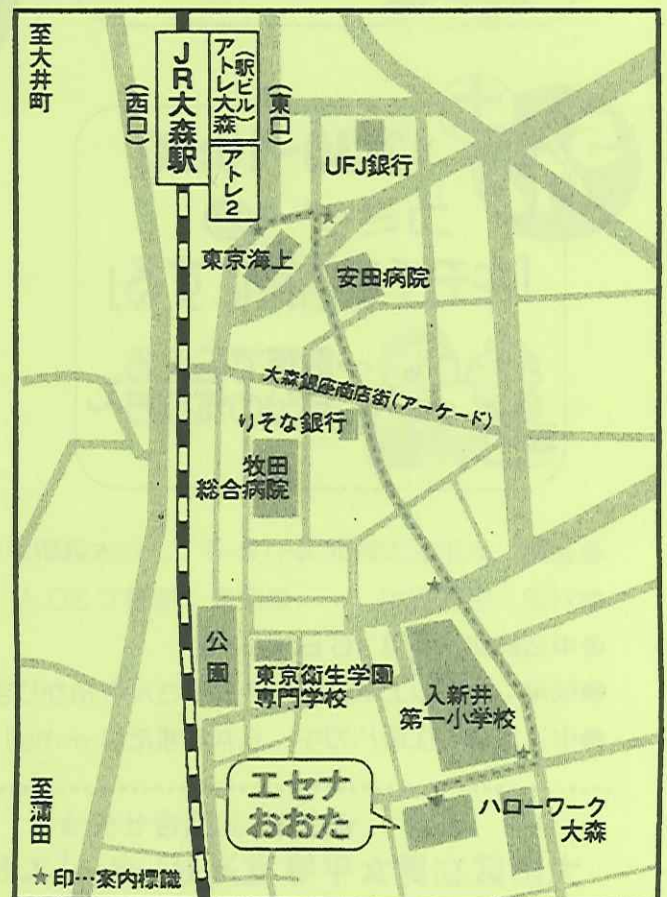 至大井町
(西口)
JR大森駅
アトレ大森
(駅ビル)
アトレ2
(東口)
UFJ銀行
東京海上
安田病院
大森銀座商店街(アーケード)
りそな銀行
牧田
総合病院
公園
東京衛生学園
専門学校
入新井
第一小学校
エセナ
おおた
ハローワーク
大森
至蒲田
★印…案内標識